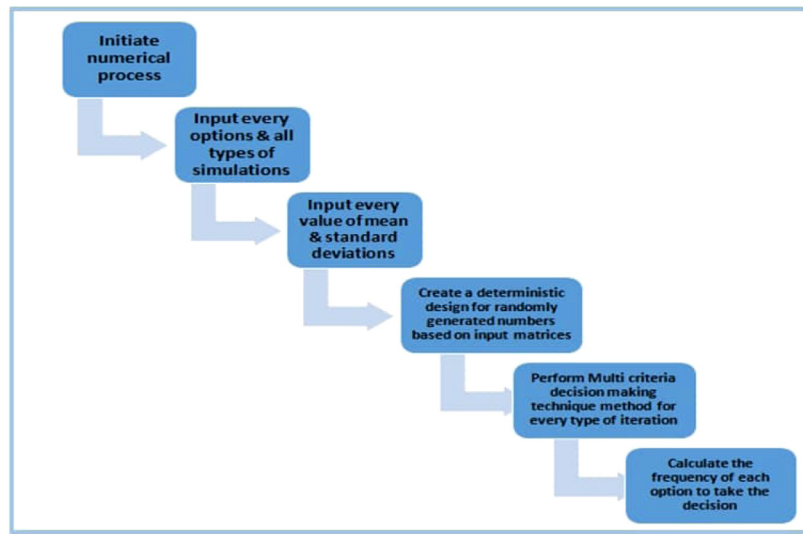 Initiate
numerical
process
Input every
options & all
types of
simulations
Input every
value of mean
& standard
deviations
Create a deterministic
design for randomly
generated numbers
based on input matrices
Perform Multi criteria
decision making
technique method for
every type of iteration
Calculate the
frequency of each
option to take the
decision